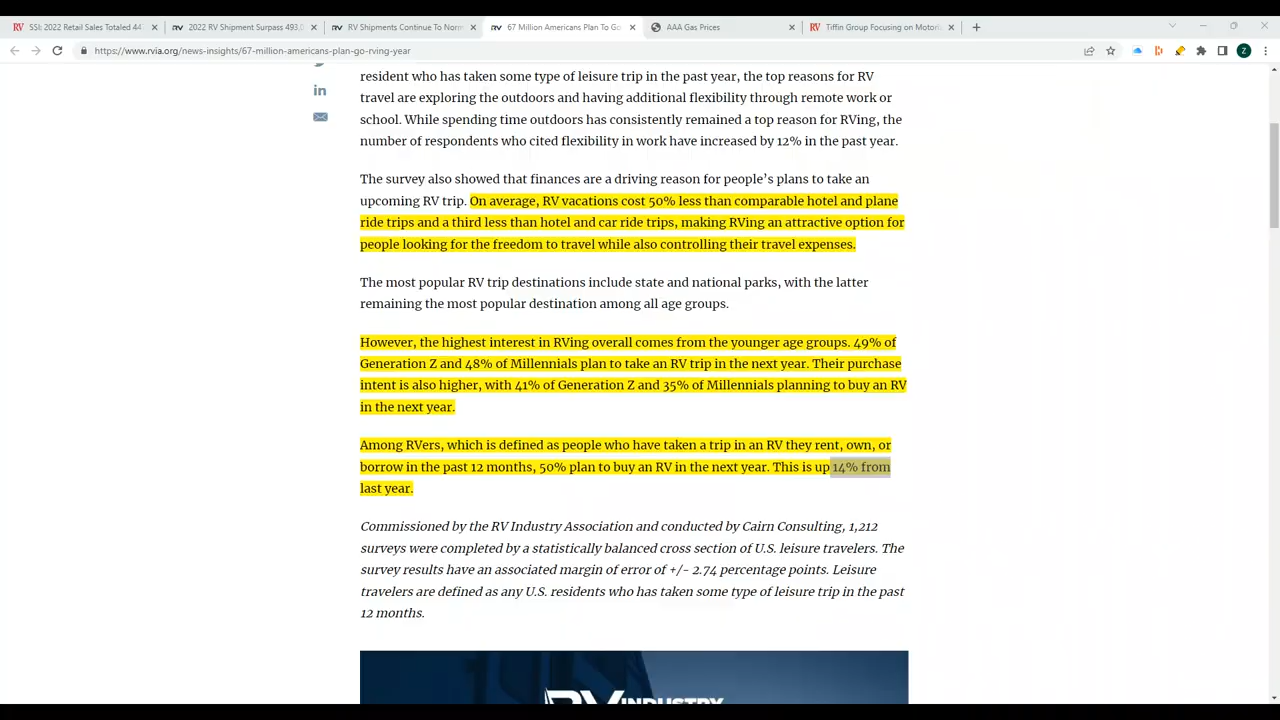 SSI: 2022 Retail Sales Totaled 44
2022 RV Shipment Surpass 493,0
RV Shipments Continue To Norm
67 Million Americans Plan To Go
AAA Gas Prices
Tiffin Group Focusing on Motori
https://www.rvia.org/news-insights/67-million-americans-plan-go-rving-year
Z
resident who has taken some type of leisure trip in the past year, the top reasons for RV
travel are exploring the outdoors and having additional flexibility through remote work or
school. While spending time outdoors has consistently remained a top reason for RVing, the
number of respondents who cited flexibility in work have increased by 12% in the past year.
The survey also showed that finances are a driving reason for people's plans to take an
upcoming RV trip. On average, RV vacations cost 50% less than comparable hotel and plane
ride trips and a third less than hotel and car ride trips, making RVing an attractive option for
people looking for the freedom to travel while also controlling their travel expenses.
The most popular RV trip destinations include state and national parks, with the latter
remaining the most popular destination among all age groups.
However, the highest interest in RVing overall comes from the younger age groups. 49% of
Generation Z and 48% of Millennials plan to take an RV trip in the next year. Their purchase
intent is also higher, with 41% of Generation Z and 35% of Millennials planning to buy an RV
in the next year.
Among RVers, which is defined as people who have taken a trip in an RV they rent, own, or
borrow in the past 12 months, 50% plan to buy an RV in the next year. This is up 14% from
last year.
Commissioned by the RV Industry Association and conducted by Cairn Consulting, 1,212
surveys were completed by a statistically balanced cross section of U.S. leisure travelers. The
survey results have an associated margin of error of +/- 2.74 percentage points. Leisure
travelers are defined as any U.S. residents who has taken some type of leisure trip in the past
12 months.
RV INDUSTRY